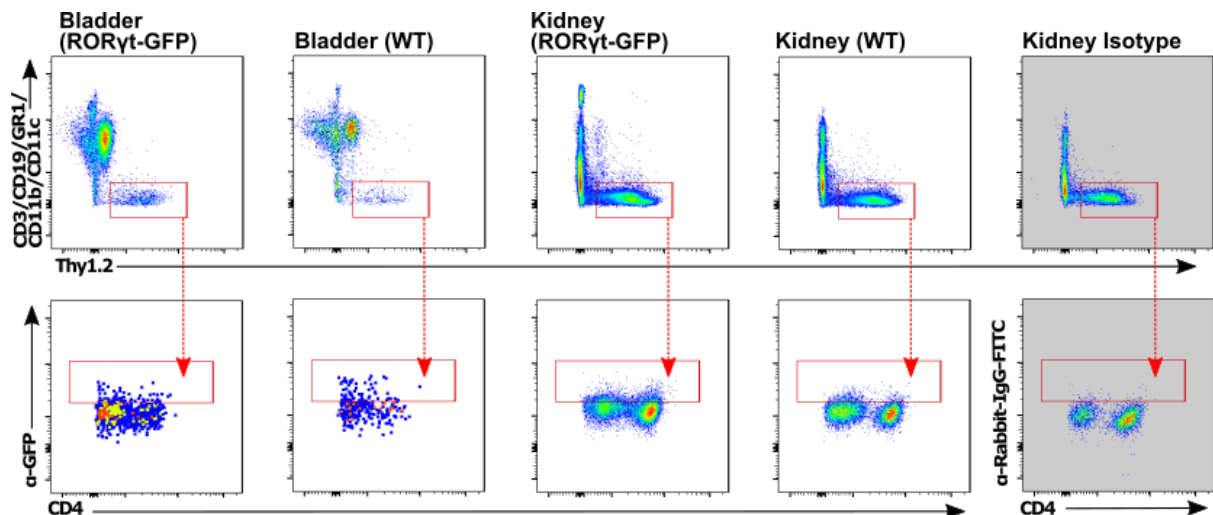 Bladder
(RORγt-GFP)
Bladder (WT)
Kidney
(RORγt-GFP)
Kidney (WT)
Kidney Isotype
CD3/CD19/GR1/
CD11b/CD11c
Thy1.2
α-GFP
α-Rabbit-IgG-FITC
CD4
CD4